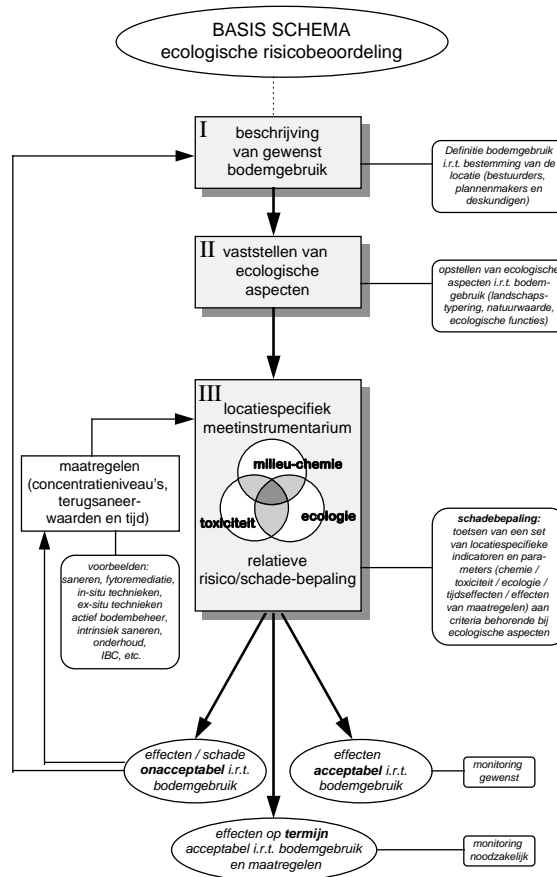 BASIS SCHEMA
ecologische risicobeoordeling
I
beschrijving
van gewenst
bodemgebruik
Definitie bodemgebruik
i.r.t. bestemming van de
locatie (bestuurders,
plannenmakers en
deskundigen)
II
vaststellen van
ecologische
aspecten
opstellen van ecologische
aspecten i.r.t. bodem-
gebruik (landschaps-
typering, natuurwaarde,
ecologische functies)
III
locatiespecifiek
meetinstrumentarium
milieu-chemie
toxiciteit
ecologie
relatieve
risico/schade-bepaling
maatregelen
(concentratieniveau's,
terugsaneer-
waarden en tijd)
voorbeelden:
saneren, fytoremediatie,
in-situ technieken,
ex-situ technieken
actief bodembeheer,
intrinsiek saneren,
onderhoud,
IBC, etc.
schadebepaling:
toetsen van een set
van locatiespecifieke
indicatoren en para-
meters (chemie /
toxiciteit / ecologie /
tijdseffecten / effecten
van maatregelen) aan
criteria behorende bij
ecologische aspecten
effecten / schade
onacceptabel i.r.t.
bodemgebruik
effecten
acceptabel i.r.t.
bodemgebruik
monitoring
gewenst
effecten op termijn
acceptabel i.r.t. bodemgebruik
en maatregelen
monitoring
noodzakelijk